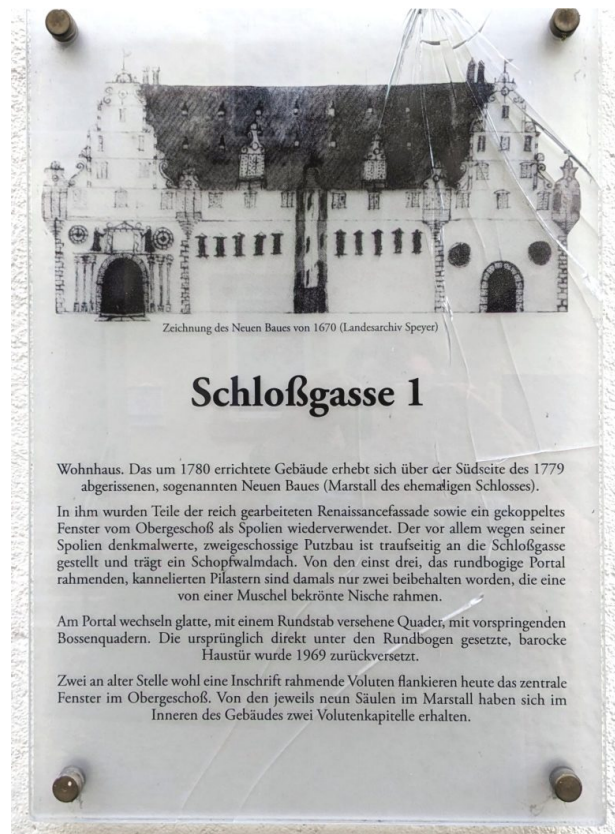 Zeichnung des Neuen Baues von 1670 (Landesarchiv Speyer)
Schloßgasse 1
Wohnhaus. Das um 1780 errichtete Gebäude erhebt sich über der Südseite des 1779
abgerissenen, sogenannten Neuen Baues (Marstall des ehemaligen Schlosses).
In ihm wurden Teile der reich gearbeiteten Renaissancefassade sowie ein gekoppeltes
Fenster vom Obergeschoß als Spolien wiederverwendet. Der vor allem wegen seiner
Spolien denkmalwerte, zweigeschossige Putzbau ist traufseitig an die Schloßgasse
gestellt und trägt ein Schopfwalmdach. Von den einst drei, das rundbogige Portal
rahmenden, kannelierten Pilastern sind damals nur zwei beibehalten worden, die eine
von einer Muschel bekrönte Nische rahmen.
Am Portal wechseln glatte, mit einem Rundstab versehene Quader, mit vorspringenden
Bossenquadern. Die ursprünglich direkt unter den Rundbogen gesetzte, barocke
Haustür wurde 1969 zurückversetzt.
Zwei an alter Stelle wohl eine Inschrift rahmende Voluten flankieren heute das zentrale
Fenster im Obergeschoß. Von den jeweils neun Säulen im Marstall haben sich im
Inneren des Gebäudes zwei Volutenkapitelle erhalten.